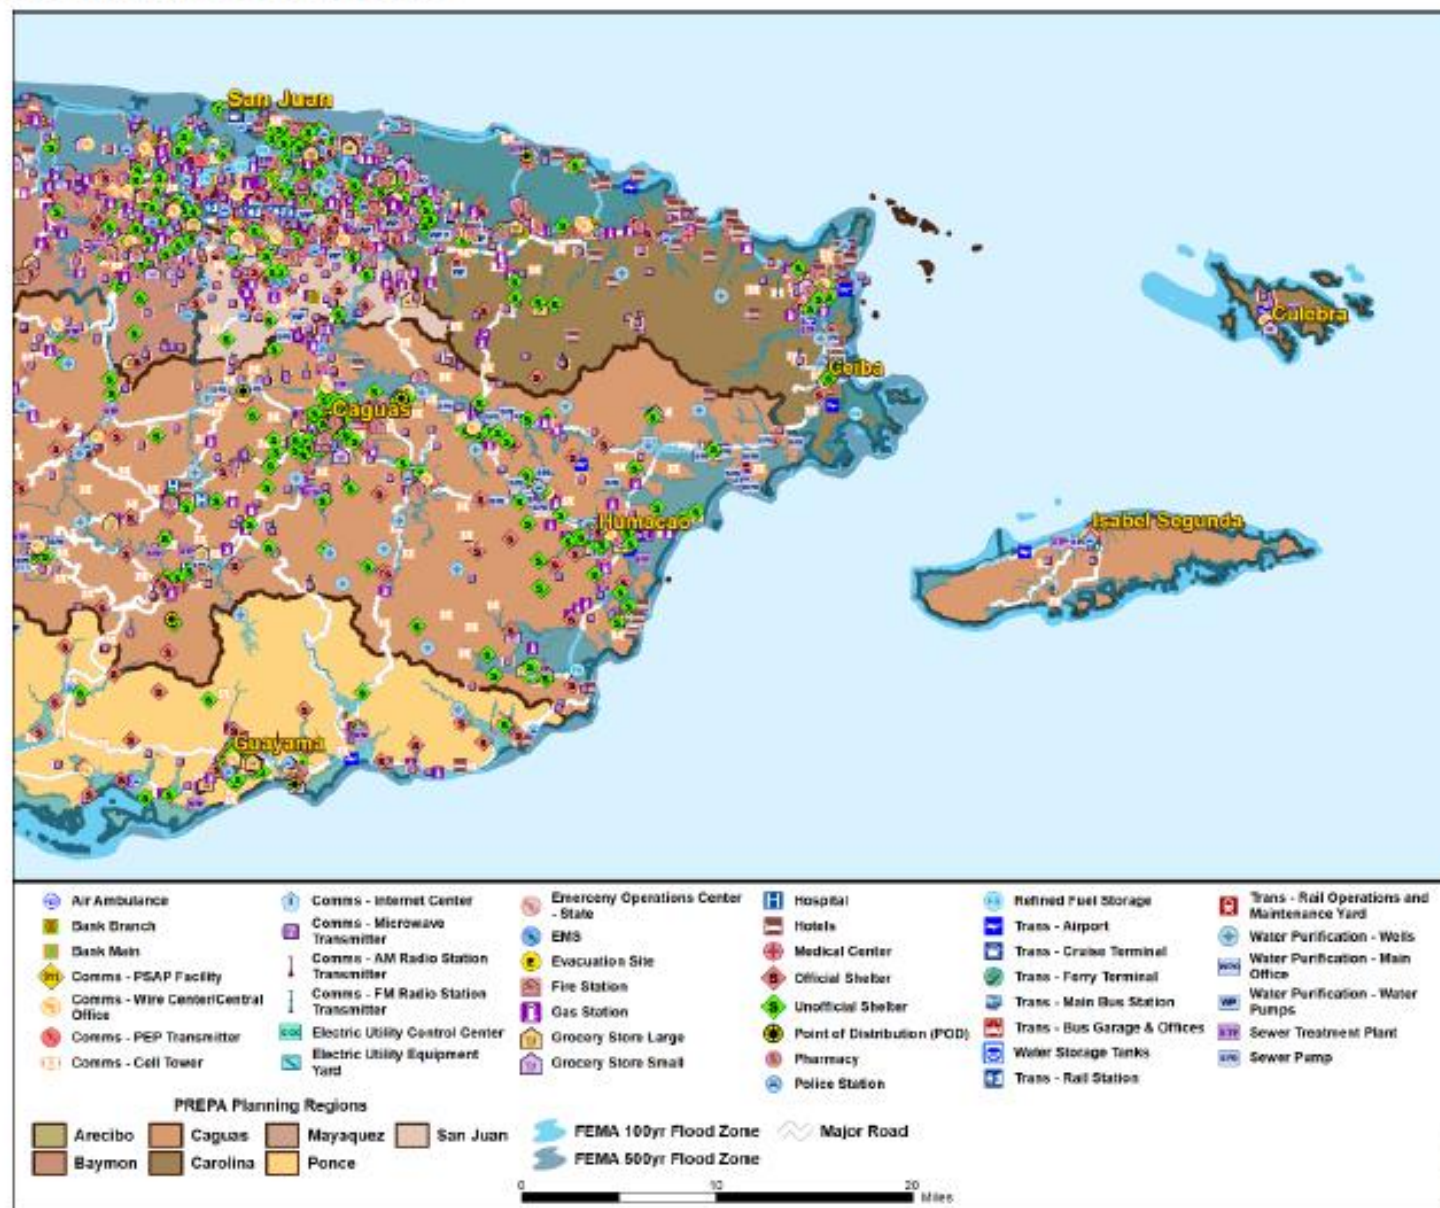 San Juan
Culebra
Ceiba
Caguas
Humacao
Isabel Segunda
Guayama
Air Ambulance
Bank Branch
Bank Main
Comms - PSAP Facility
Comms - Wire Center/Central
Office
Comms - PEP Transmitter
Comms - Cell Tower
Comms - Internet Center
Comms - Microwave
Transmitter
Comms - AM Radio Station
Transmitter
Comms - FM Radio Station
Transmitter
Electric Utility Control Center
Electric Utility Equipment
Yard
Emerceny Operations Center
- State
EMS
Evacuation Site
Fire Station
Gas Station
Grocery Store Large
Grocery Store Small
Hospital
Hotels
Medical Center
Official Shelter
Unofficial Shelter
Point of Distribution (POD)
Pharmacy
Police Station
Refined Fuel Storage
Trans - Airport
Trans - Cruise Terminal
Trans - Ferry Terminal
Trans - Main Bus Station
Trans - Bus Garage & Offices
Water Storage Tanks
Trans - Rail Station
Trans - Rail Operations and
Maintenance Yard
Water Purification - Wells
Water Purification - Main
Office
Water Purification - Water
Pumps
Sewer Treatment Plant
Sewer Pump
PREPA Planning Regions
Arecibo
Caguas
Mayaquez
San Juan
Baymon
Carolina
Ponce
FEMA 100yr Flood Zone
Major Road
FEMA 500yr Flood Zone
0 10 20
Miles